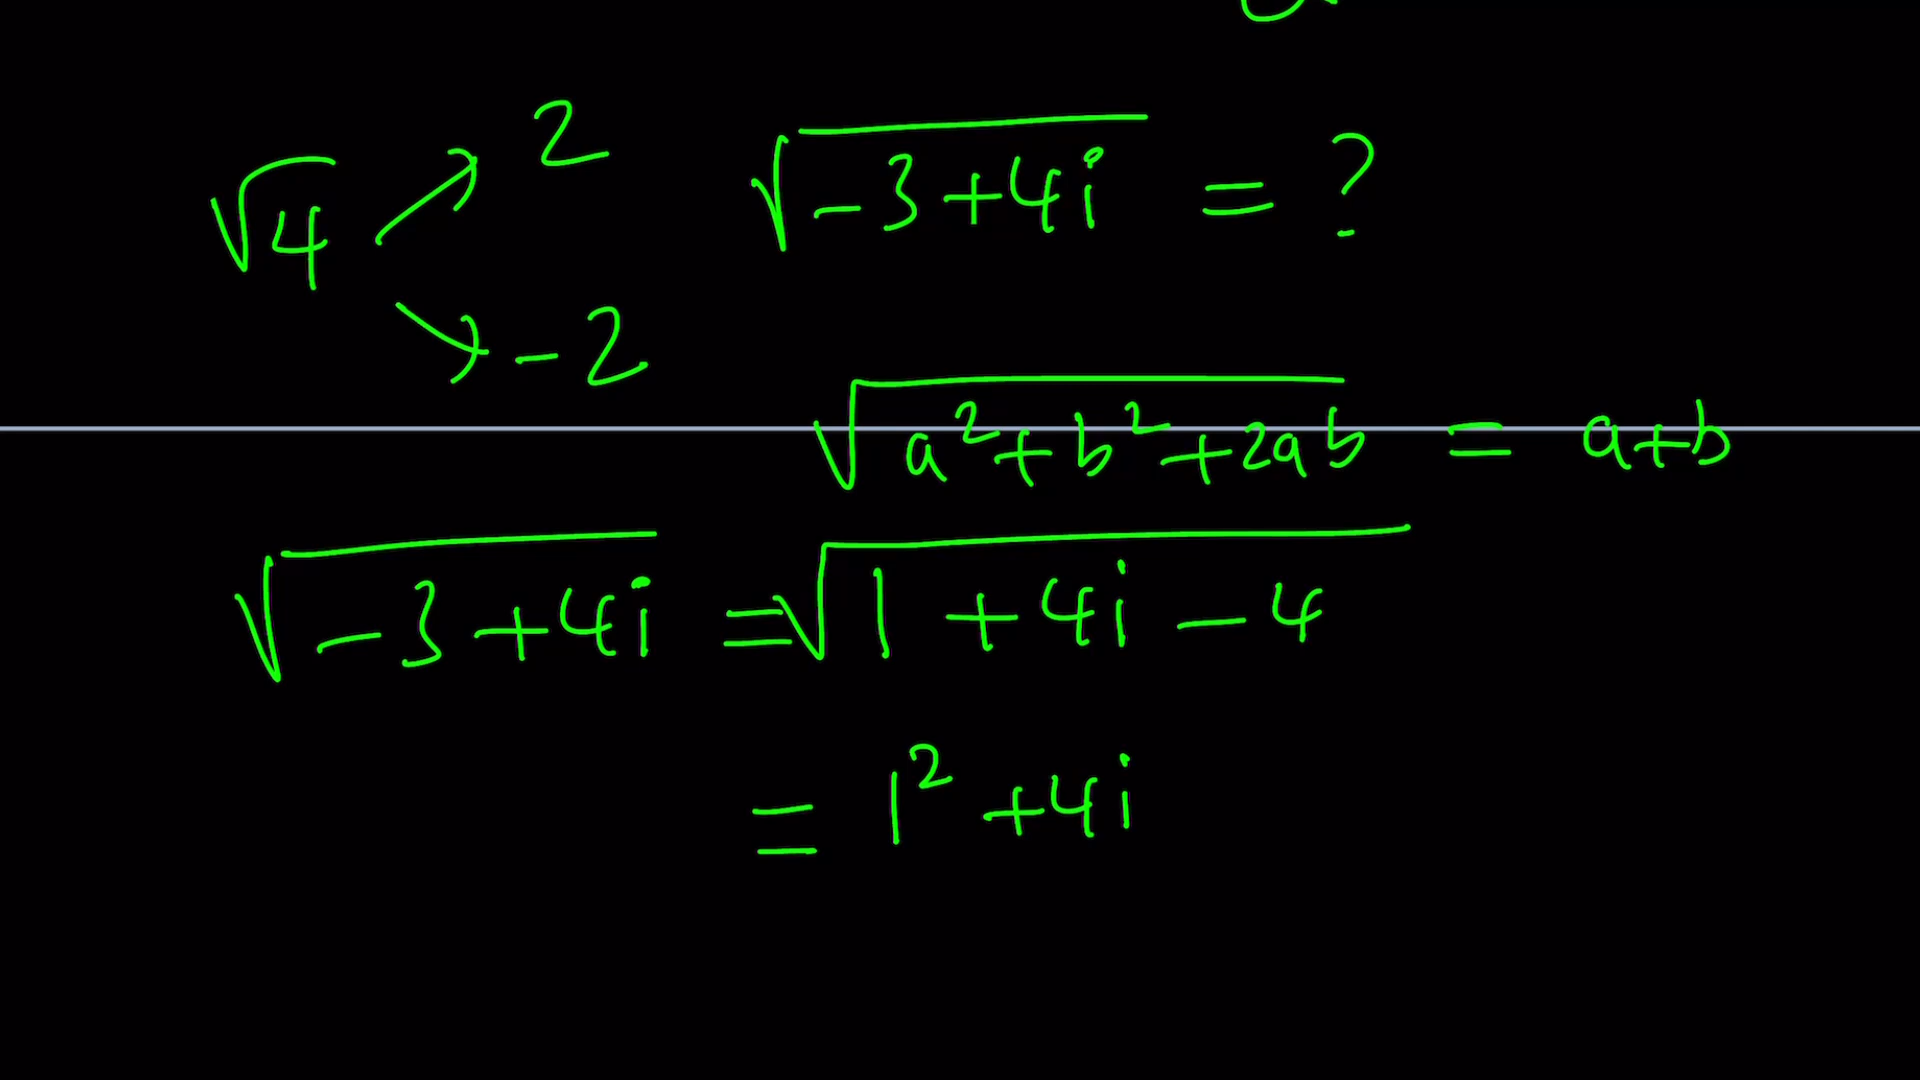 2
√4 √-3+4i = ?
-2
√a²+b²+2ab = a+b
√-3+4i = √1+4i-4
= 1²+4i